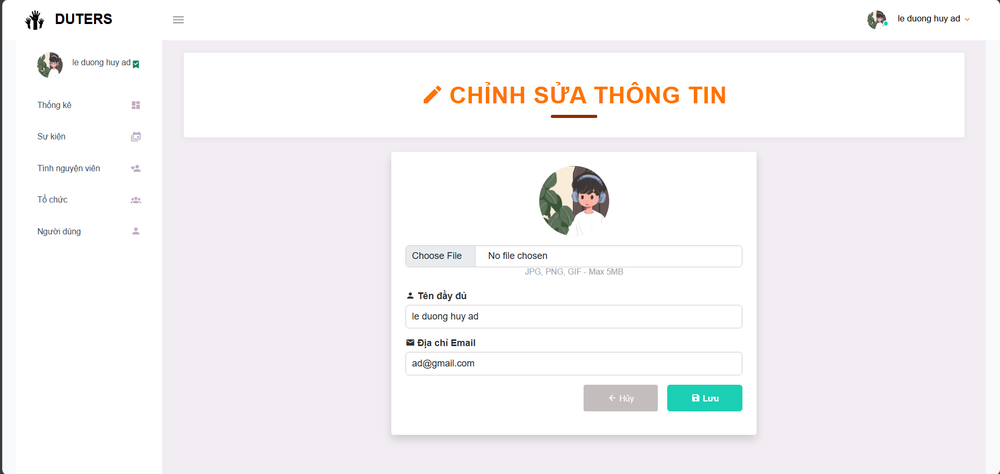 DUTERS
le duong huy ad
le duong huy ad
Thống kê
Sự kiện
Tình nguyện viên
Tổ chức
Người dùng
CHỈNH SỬA THÔNG TIN
Choose File No file chosen
JPG, PNG, GIF - Max 5MB
Tên đầy đủ
le duong huy ad
Địa chỉ Email
ad@gmail.com
Hủy Lưu